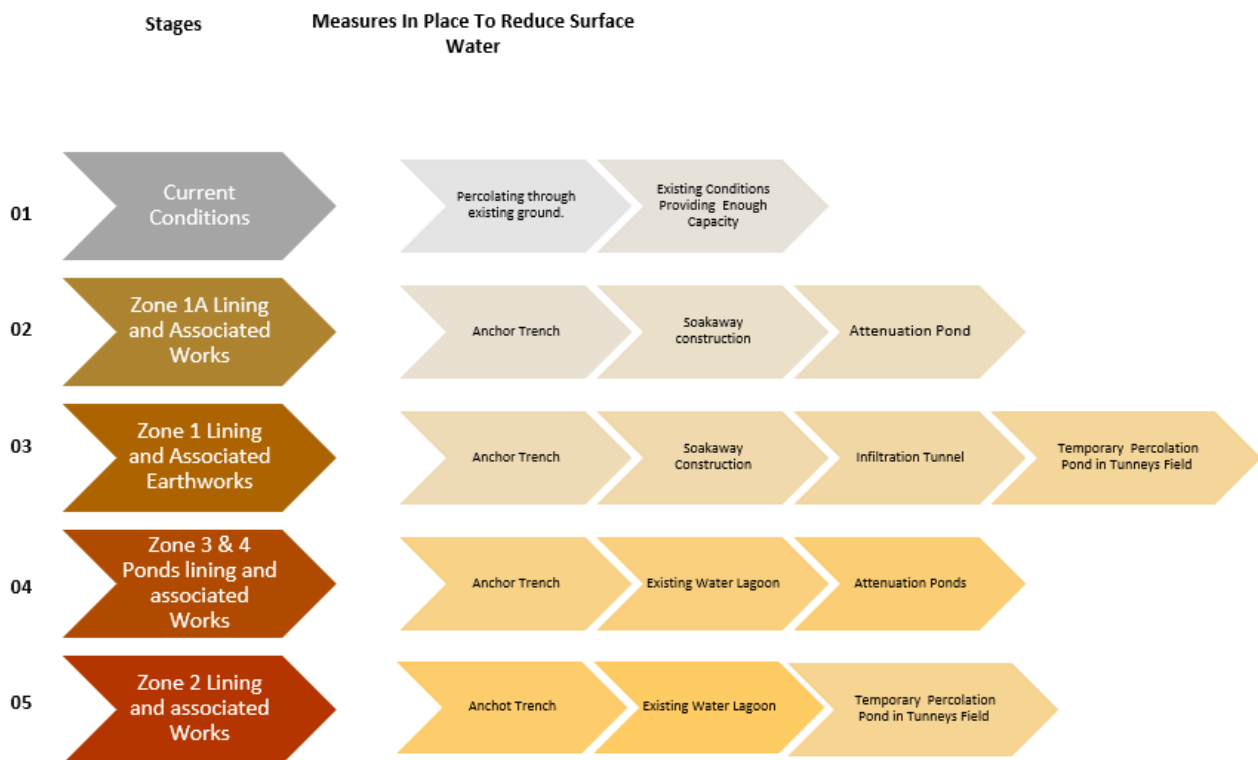 Stages
Measures In Place To Reduce Surface
Water
01
Current
Conditions
Percolating through
existing ground.
Existing Conditions
Providing Enough
Capacity
02
Zone 1A Lining
and Associated
Works
Anchor Trench
Soakaway
construction
Attenuation Pond
03
Zone 1 Lining
and Associated
Earthworks
Anchor Trench
Soakaway
Construction
Infiltration Tunnel
Temporary Percolation
Pond in Tunneys Field
04
Zone 3 & 4
Ponds lining and
associated
Works
Anchor Trench
Existing Water Lagoon
Attenuation Ponds
05
Zone 2 Lining
and associated
Works
Anchot Trench
Existing Water Lagoon
Temporary Percolation
Pond in Tunneys Field